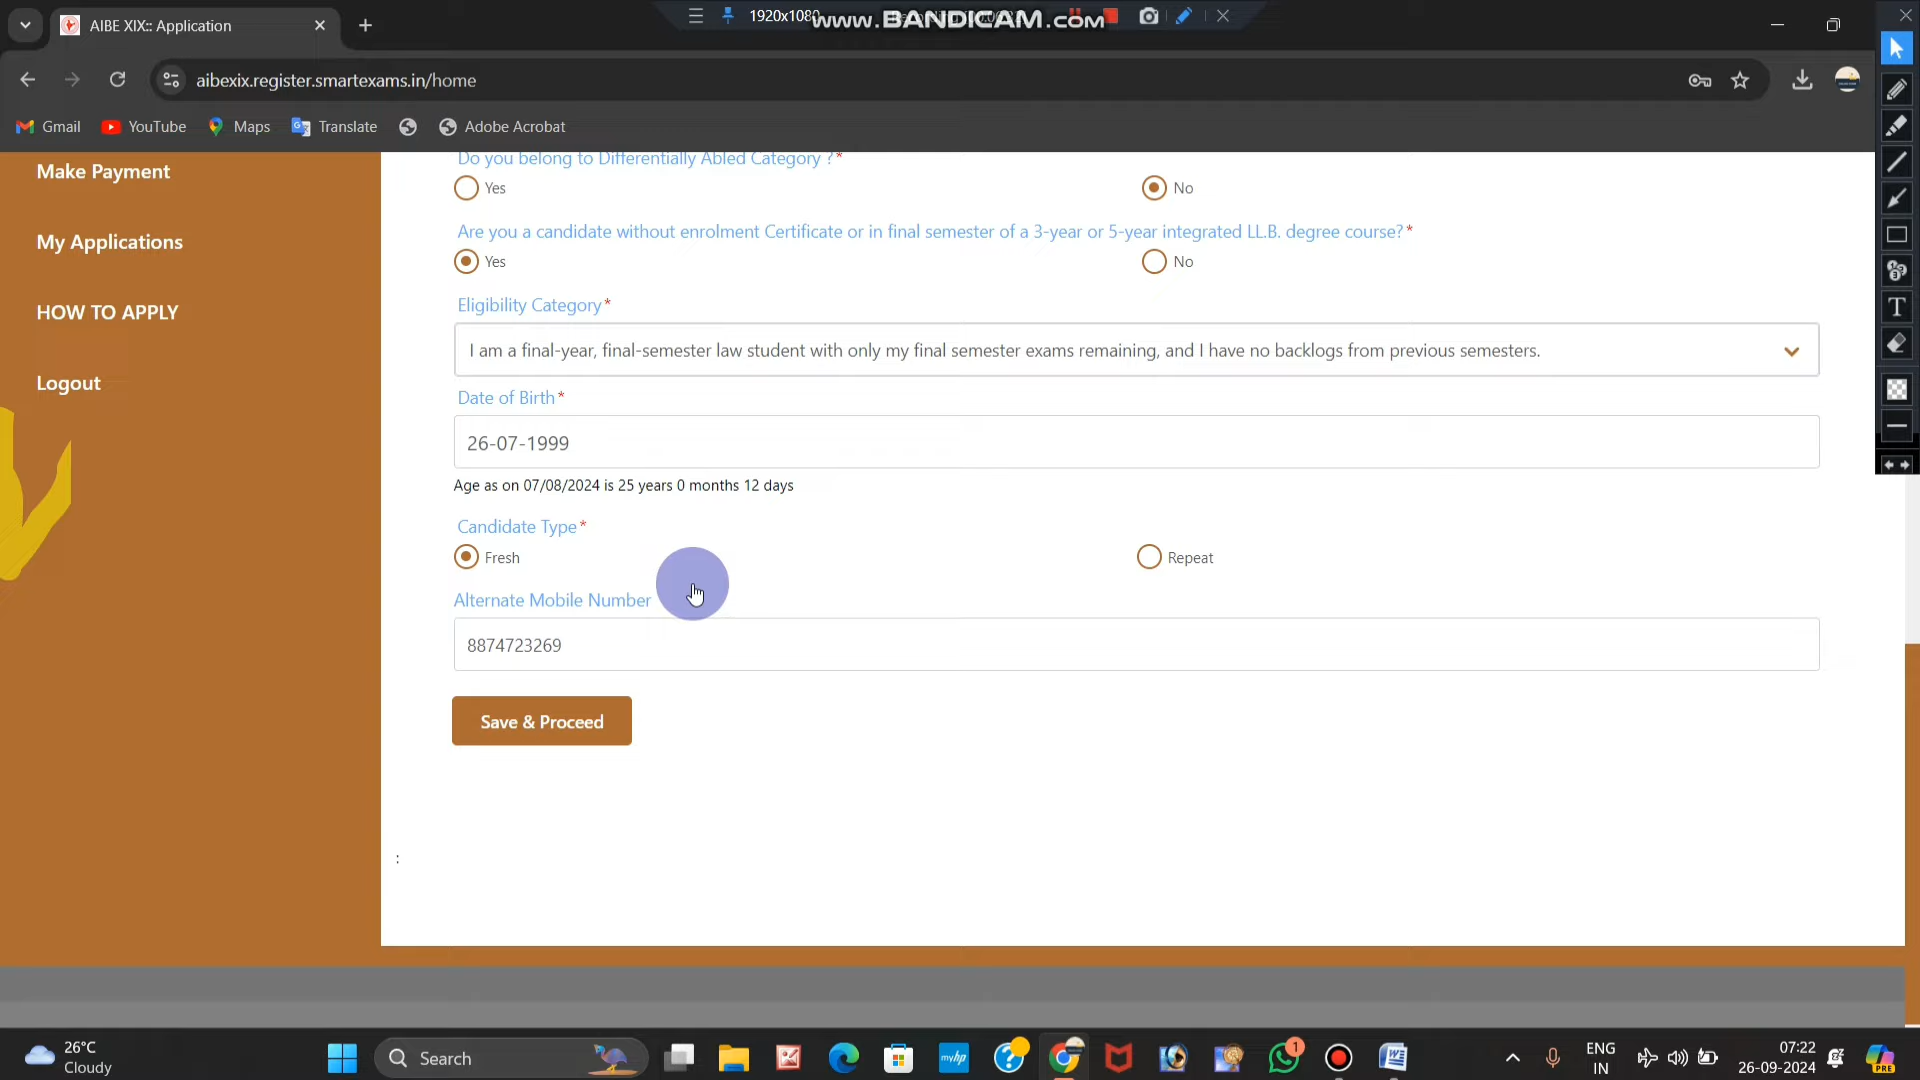 AIBE XIX:: Application
1920x1080
www.BANDICAM.com
aibexix.register.smartexams.in/home
Gmail
YouTube
Maps
Translate
Adobe Acrobat
Make Payment
My Applications
HOW TO APPLY
Logout
Do you belong to Differentially Abled Category ?*
Yes
No
Are you a candidate without enrolment Certificate or in final semester of a 3-year or 5-year integrated LL.B. degree course?*
Yes
No
Eligibility Category*
I am a final-year, final-semester law student with only my final semester exams remaining, and I have no backlogs from previous semesters.
Date of Birth*
26-07-1999
Age as on 07/08/2024 is 25 years 0 months 12 days
Candidate Type*
Fresh
Repeat
Alternate Mobile Number
8874723269
Save & Proceed
:
26°C
Cloudy
Search
myhp
1
ENG
IN
07:22
26-09-2024
PRE